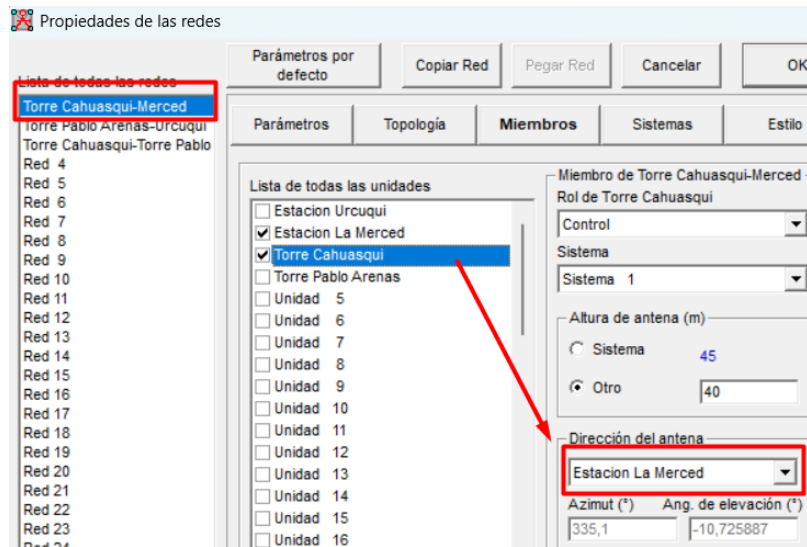 Propiedades de las redes
Lista de todas las redes
Torre Cahuasqui-Merced
Torre Pablo Arenas-Urcuqui
Torre Cahuasqui-Torre Pablo
Red 4
Red 5
Red 6
Red 7
Red 8
Red 9
Red 10
Red 11
Red 12
Red 13
Red 14
Red 15
Red 16
Red 17
Red 18
Red 19
Red 20
Red 21
Red 22
Red 23
Red 24
Parámetros por
defecto
Copiar Red
Pegar Red
Cancelar
OK
Parámetros
Topología
Miembros
Sistemas
Estilo
Lista de todas las unidades
Estacion Urcuqui
Estacion La Merced
Torre Cahuasqui
Torre Pablo Arenas
Unidad 5
Unidad 6
Unidad 7
Unidad 8
Unidad 9
Unidad 10
Unidad 11
Unidad 12
Unidad 13
Unidad 14
Unidad 15
Unidad 16
Miembro de Torre Cahuasqui-Merced
Rol de Torre Cahuasqui
Control
Sistema
Sistema 1
Altura de antena (m)
Sistema 45
Otro 40
Dirección del antena
Estacion La Merced
Azimut (°) Ang. de elevación (°)
335,1 -10,725887